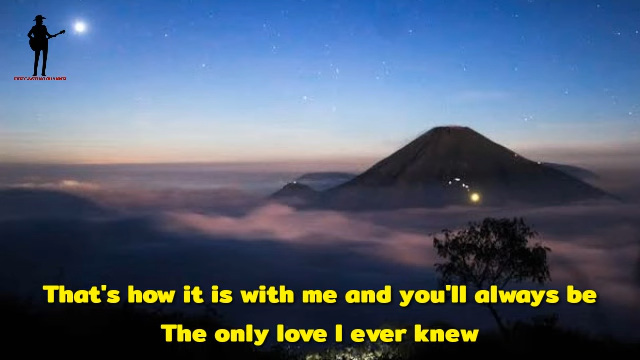 That's how it is with me and you'll always be
The only love I ever knew